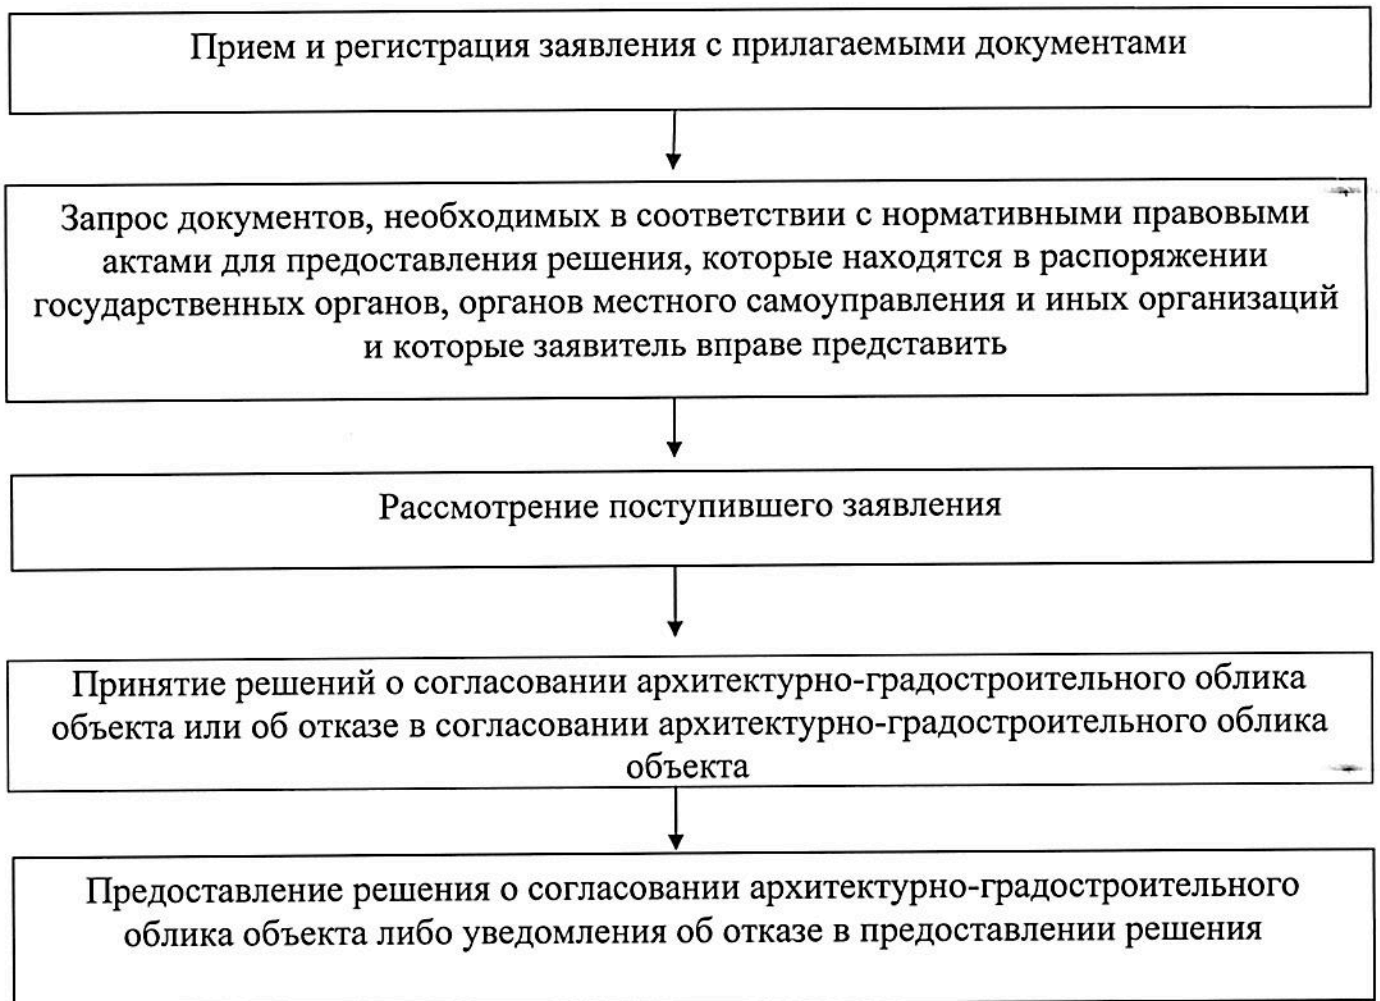 Прием и регистрация заявления с прилагаемыми документами
Запрос документов, необходимых в соответствии с нормативными правовыми
актами для предоставления решения, которые находятся в распоряжении
государственных органов, органов местного самоуправления и иных организаций
и которые заявитель вправе представить
Рассмотрение поступившего заявления
Принятие решений о согласовании архитектурно-градостроительного облика
объекта или об отказе в согласовании архитектурно-градостроительного облика
объекта
Предоставление решения о согласовании архитектурно-градостроительного
облика объекта либо уведомления об отказе в предоставлении решения